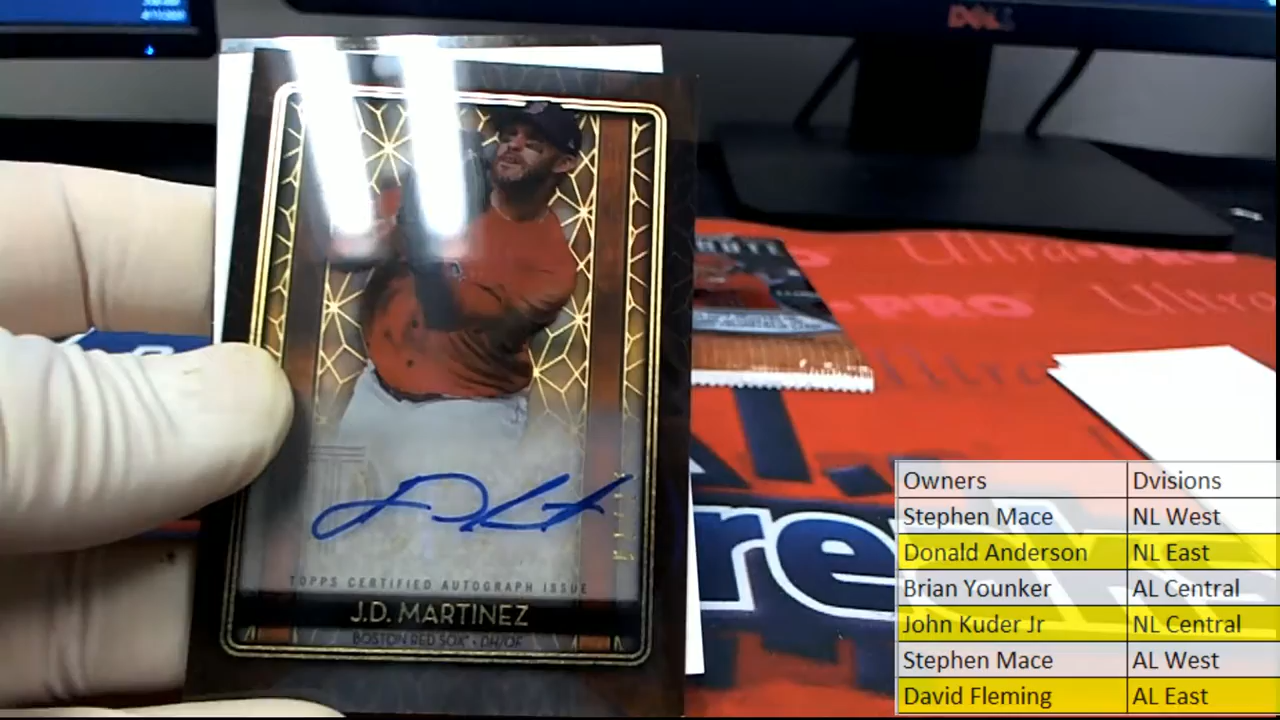 DELL
Ultra PRO
PRO
TOPPS CERTIFIED AUTOGRAPH ISSUE
J.D. MARTINEZ
BOSTON RED SOX • DH/OF
Owners Dvisions
Stephen Mace NL West
Donald Anderson NL East
Brian Younker AL Central
John Kuder Jr NL Central
Stephen Mace AL West
David Fleming AL East